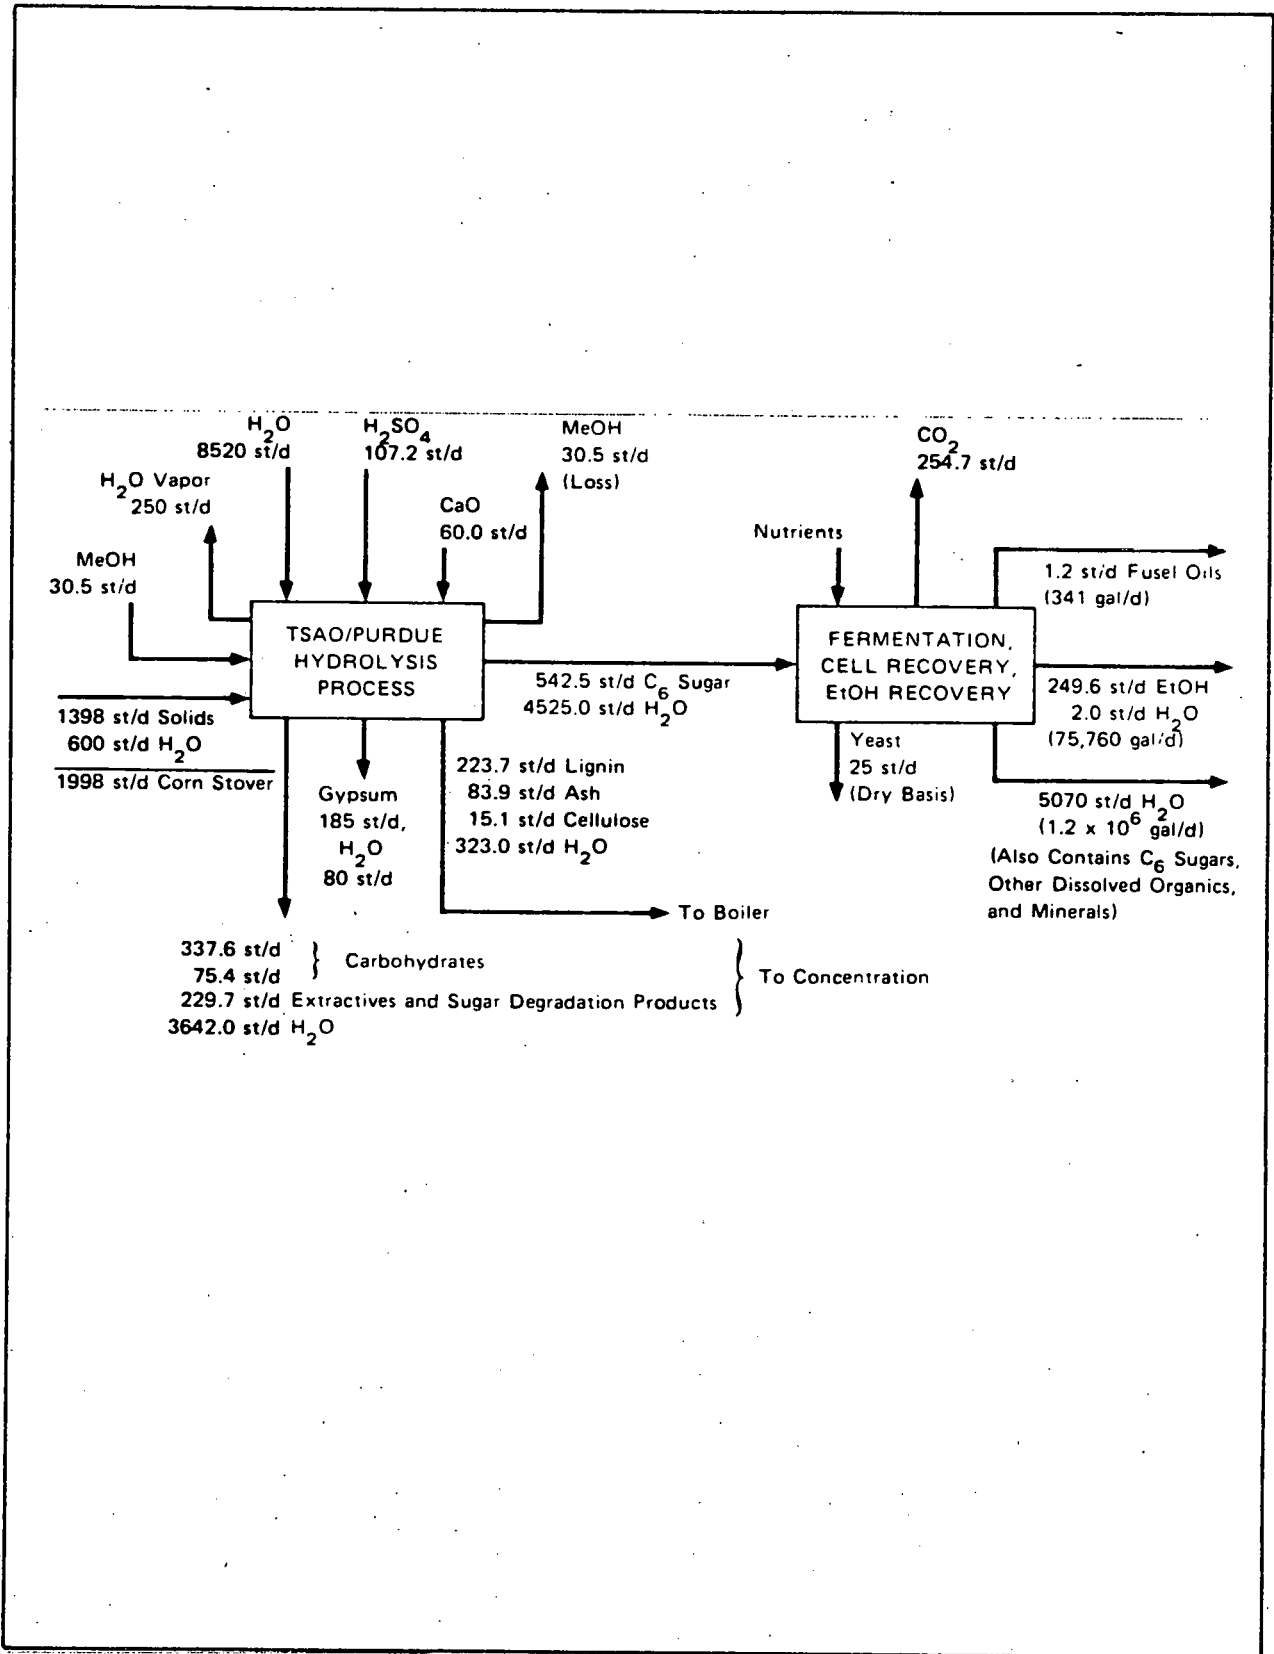 H2O
8520 st/d
H2SO4
107.2 st/d
MeOH
30.5 st/d
(Loss)
CO2
254.7 st/d
H2O Vapor
250 st/d
CaO
60.0 st/d
Nutrients
MeOH
30.5 st/d
1.2 st/d Fusel Oils
(341 gal/d)
TSAO/PURDUE
HYDROLYSIS
PROCESS
FERMENTATION,
CELL RECOVERY,
EtOH RECOVERY
542.5 st/d C6 Sugar
4525.0 st/d H2O
249.6 st/d EtOH
2.0 st/d H2O
(75,760 gal/d)
1398 st/d Solids
600 st/d H2O
1998 st/d Corn Stover
Yeast
25 st/d
(Dry Basis)
Gypsum
185 st/d,
H2O
80 st/d
223.7 st/d Lignin
83.9 st/d Ash
15.1 st/d Cellulose
323.0 st/d H2O
5070 st/d H2O
(1.2 x 10^6 gal/d)
(Also Contains C6 Sugars,
Other Dissolved Organics,
and Minerals)
To Boiler
337.6 st/d
75.4 st/d
Carbohydrates
229.7 st/d Extractives and Sugar Degradation Products
3642.0 st/d H2O
To Concentration